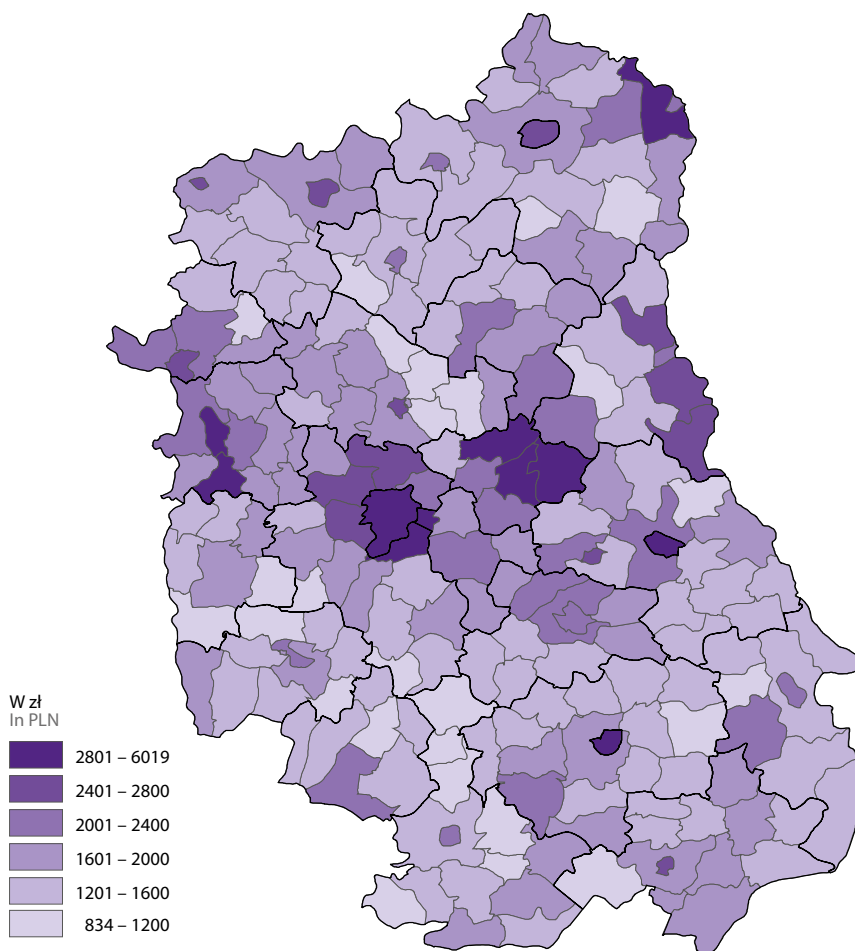 W zł
In PLN
2801 – 6019
2401 – 2800
2001 – 2400
1601 – 2000
1201 – 1600
834 – 1200